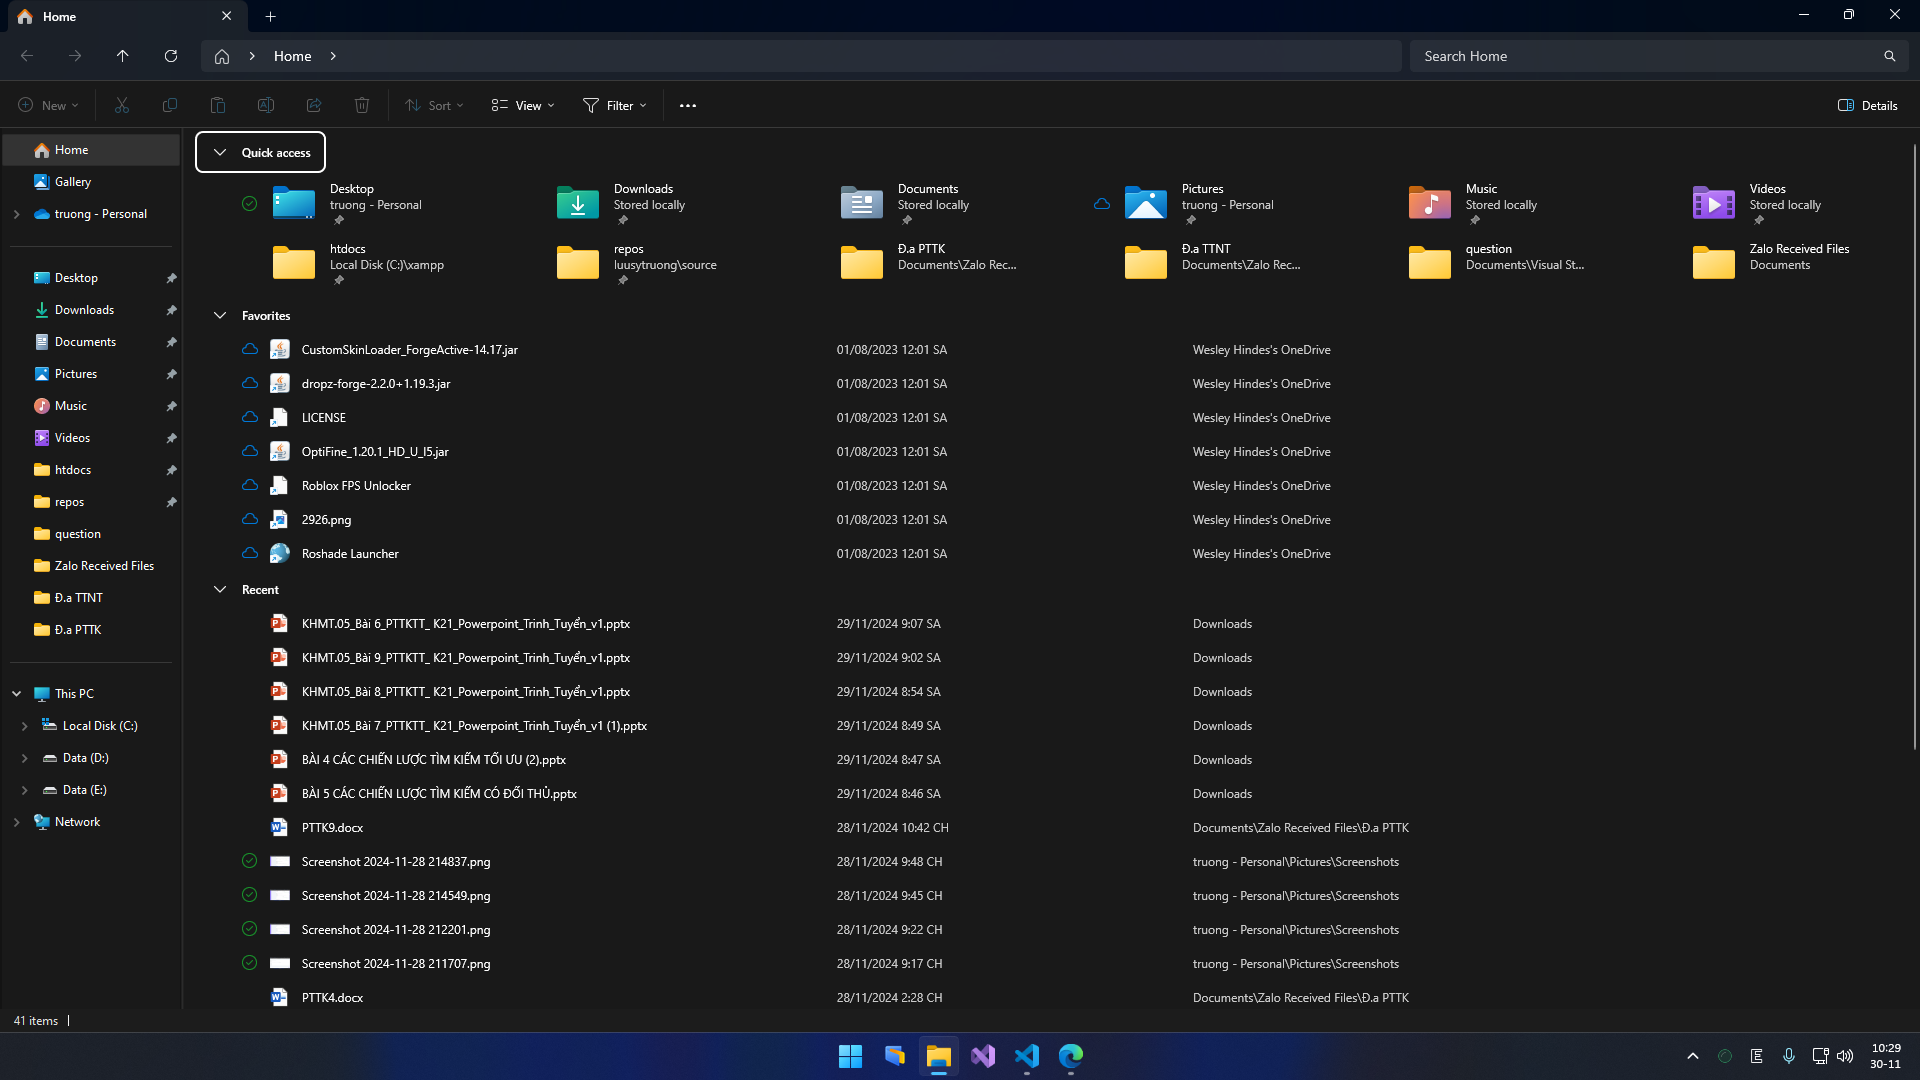 Home
Home
Search Home
New
Sort
View
Filter
Details
Home
Gallery
truong - Personal
Desktop
Downloads
Documents
Pictures
Music
Videos
htdocs
repos
question
Zalo Received Files
Đ.a TTNT
Đ.a PTTK
This PC
Local Disk (C:)
Data (D:)
Data (E:)
Network
Quick access
Desktop
truong - Personal
Downloads
Stored locally
Documents
Stored locally
Pictures
truong - Personal
Music
Stored locally
Videos
Stored locally
htdocs
Local Disk (C:)\xampp
repos
luusytruong\source
Đ.a PTTK
Documents\Zalo Rec...
Đ.a TTNT
Documents\Zalo Rec...
question
Documents\Visual St...
Zalo Received Files
Documents
Favorites
CustomSkinLoader_ForgeActive-14.17.jar 01/08/2023 12:01 SA Wesley Hindes's OneDrive
dropz-forge-2.2.0+1.19.3.jar 01/08/2023 12:01 SA Wesley Hindes's OneDrive
LICENSE 01/08/2023 12:01 SA Wesley Hindes's OneDrive
OptiFine_1.20.1_HD_U_I5.jar 01/08/2023 12:01 SA Wesley Hindes's OneDrive
Roblox FPS Unlocker 01/08/2023 12:01 SA Wesley Hindes's OneDrive
2926.png 01/08/2023 12:01 SA Wesley Hindes's OneDrive
Roshade Launcher 01/08/2023 12:01 SA Wesley Hindes's OneDrive
Recent
KHMT.05_Bài 6_PTTKTT_ K21_Powerpoint_Trinh_Tuyển_v1.pptx 29/11/2024 9:07 SA Downloads
KHMT.05_Bài 9_PTTKTT_ K21_Powerpoint_Trinh_Tuyển_v1.pptx 29/11/2024 9:02 SA Downloads
KHMT.05_Bài 8_PTTKTT_ K21_Powerpoint_Trinh_Tuyển_v1.pptx 29/11/2024 8:54 SA Downloads
KHMT.05_Bài 7_PTTKTT_ K21_Powerpoint_Trinh_Tuyển_v1 (1).pptx 29/11/2024 8:49 SA Downloads
BÀI 4 CÁC CHIẾN LƯỢC TÌM KIẾM TỐI ƯU (2).pptx 29/11/2024 8:47 SA Downloads
BÀI 5 CÁC CHIẾN LƯỢC TÌM KIẾM CÓ ĐỐI THỦ.pptx 29/11/2024 8:46 SA Downloads
PTTK9.docx 28/11/2024 10:42 CH Documents\Zalo Received Files\Đ.a PTTK
Screenshot 2024-11-28 214837.png 28/11/2024 9:48 CH truong - Personal\Pictures\Screenshots
Screenshot 2024-11-28 214549.png 28/11/2024 9:45 CH truong - Personal\Pictures\Screenshots
Screenshot 2024-11-28 212201.png 28/11/2024 9:22 CH truong - Personal\Pictures\Screenshots
Screenshot 2024-11-28 211707.png 28/11/2024 9:17 CH truong - Personal\Pictures\Screenshots
PTTK4.docx 28/11/2024 2:28 CH Documents\Zalo Received Files\Đ.a PTTK
41 items
E
10:29
30-11